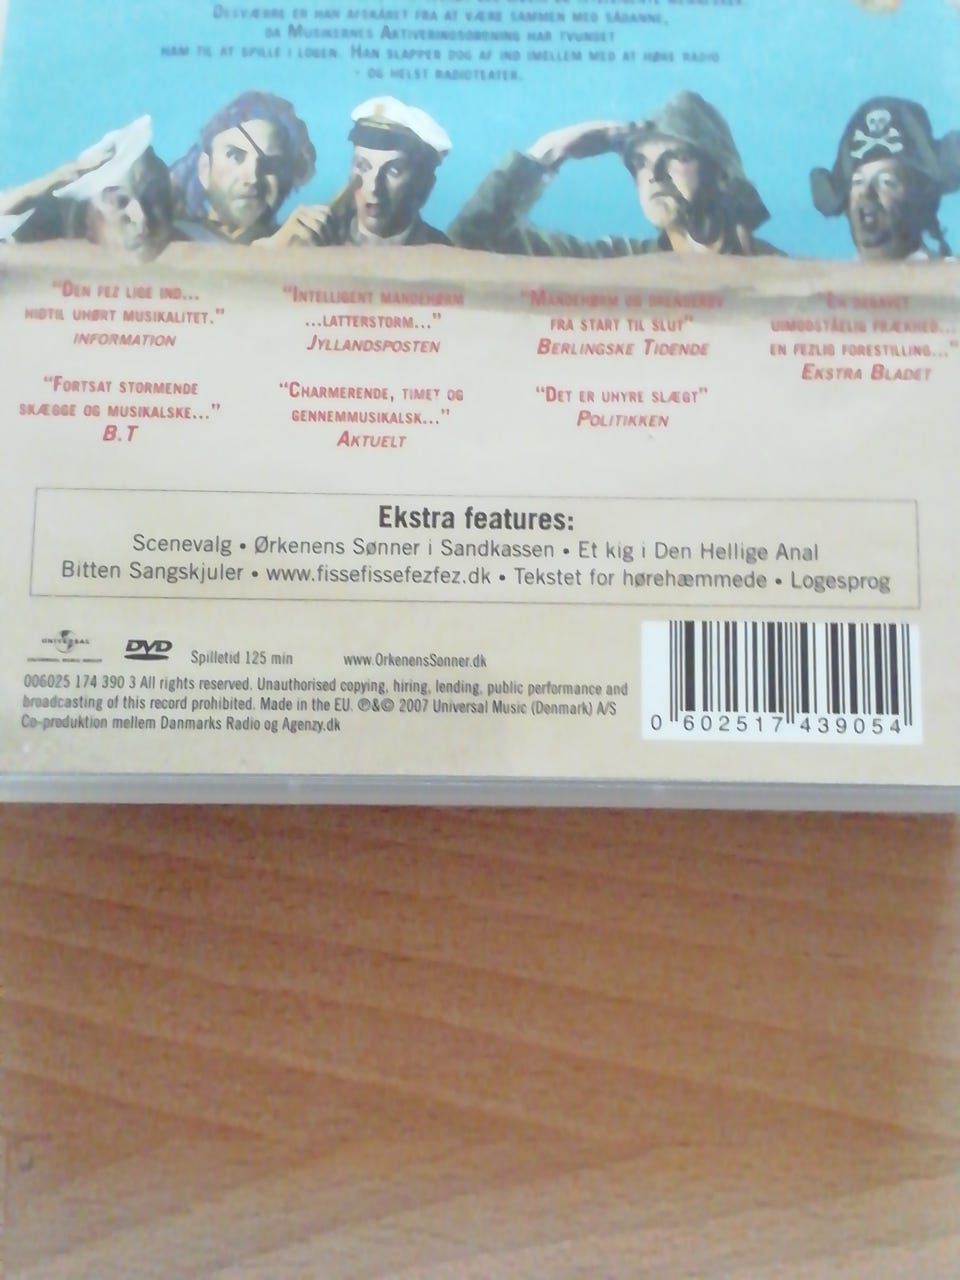 DESVÆRRE ER HAN AFSKÅRET FRA AT VÆRE SAMMEN MED SÅDANNE,
DA MUSIKERNES AKTIVERINGSORDNING HAR TVUNGET
HAM TIL AT SPILLE I LOGEN. HAN SLAPPER DOG AF IND IMELLEM MED AT HØRE RADIO
- OG HELST RADIOTEATER.
"DEN FEZ LIGE IND...
HIDTIL UHØRT MUSIKALITET."
INFORMATION
"INTELLIGENT MANDEHØRM
...LATTERSTORM..."
JYLLANDSPOSTEN
"MANDEHØRM OG DRENGERØV
FRA START TIL SLUT"
BERLINGSKE TIDENDE
"EN BEGAVET
UIMODSTÅELIG FRÆKHED...
EN FEZLIG FORESTILLING..."
EKSTRA BLADET
"FORTSAT STORMENDE
SKÆGGE OG MUSIKALSKE..."
B.T
"CHARMERENDE, TIMET OG
GENNEMMUSIKALSK..."
AKTUELT
"DET ER UHYRE SLÆGT"
POLITIKKEN
Ekstra features:
Scenevalg • Ørkenens Sønner i Sandkassen • Et kig i Den Hellige Anal
Bitten Sangskjuler • www.fissefissefezfez.dk • Tekstet for hørehæmmede • Logesprog
UNIVERSAL
UNIVERSAL MUSIC GROUP
DVD
Spilletid 125 min www.OrkenensSonner.dk
006025 174 390 3 All rights reserved. Unauthorised copying, hiring, lending, public performance and
broadcasting of this record prohibited. Made in the EU. ℗&© 2007 Universal Music (Denmark) A/S
Co-produktion mellem Danmarks Radio og Agenzy.dk
0 602517 439054